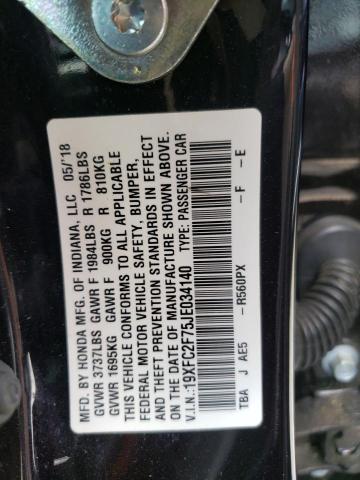 MFD. BY HONDA MFG. OF INDIANA, LLC 05/18
GVWR 3737LBS GAWR F 1984LBS R 1786LBS
GVWR 1695KG GAWR F 900KG R 810KG
THIS VEHICLE CONFORMS TO ALL APPLICABLE
FEDERAL MOTOR VEHICLE SAFETY, BUMPER,
AND THEFT PREVENTION STANDARDS IN EFFECT
ON THE DATE OF MANUFACTURE SHOWN ABOVE.
V.I.N.:19XFC2F75JE034140 TYPE: PASSENGER CAR
TBA J AE5 -R560PX -F -E